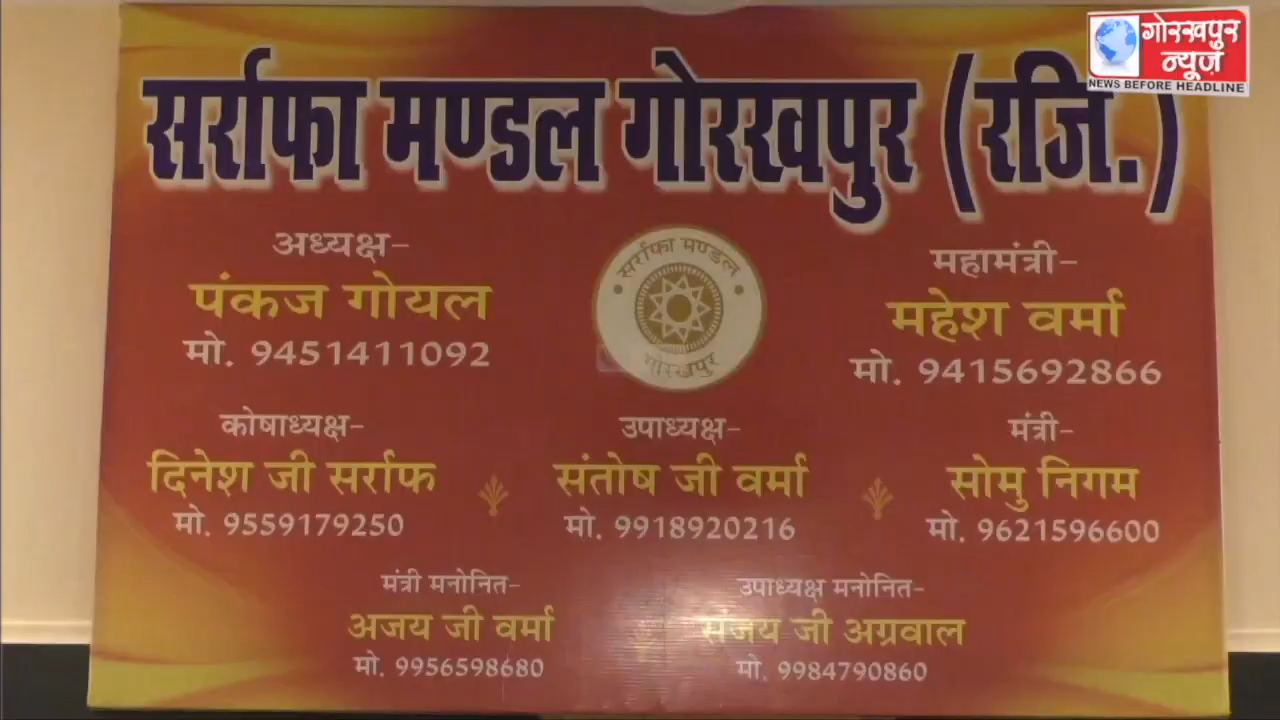 गोरखपुर
न्यूज़
NEWS BEFORE HEADLINE
सर्राफा मण्डल गोरखपुर (रजि.)
अध्यक्ष-
पंकज गोयल
मो. 9451411092
सर्राफा मण्डल
गोरखपुर
महामंत्री-
महेश वर्मा
मो. 9415692866
कोषाध्यक्ष-
दिनेश जी सर्राफ
मो. 9559179250
उपाध्यक्ष-
संतोष जी वर्मा
मो. 9918920216
मंत्री-
सोमु निगम
मो. 9621596600
मंत्री मनोनित-
अजय जी वर्मा
मो. 9956598680
उपाध्यक्ष मनोनित-
संजय जी अग्रवाल
मो. 9984790860